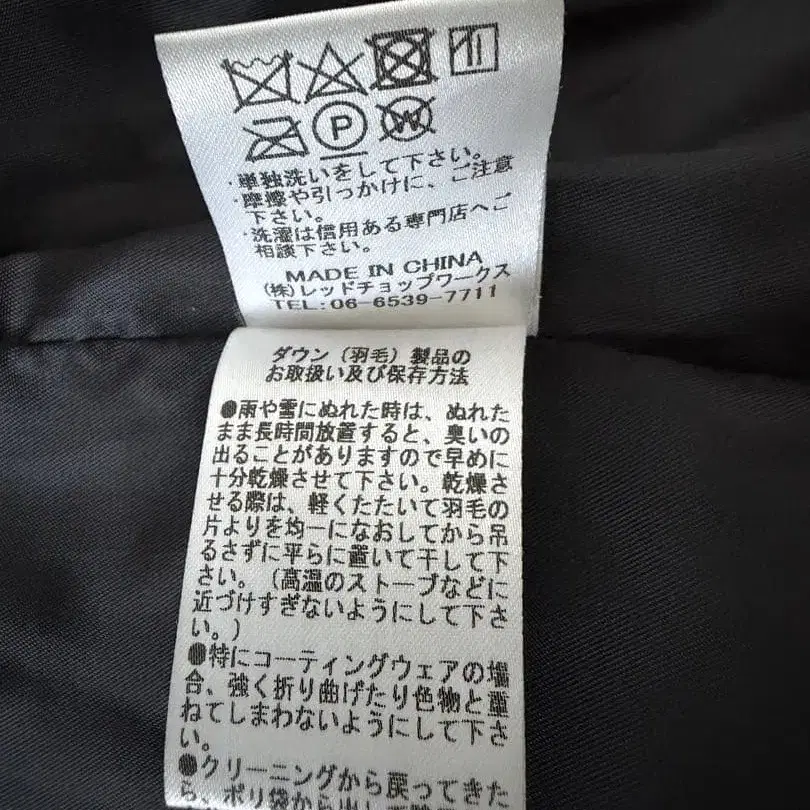 P
W
・単独洗いをして下さい。
・摩擦や引っかけに、ご注意
下さい。
・洗濯は信用ある専門店へご
相談下さい。
MADE IN CHINA
(株)レッドチョップワークス
TEL:06-6539-7711
ダウン(羽毛)製品の
お取扱い及び保存方法
●雨や雪にぬれた時は、ぬれた
まま長時間放置すると、臭いの
出ることがありますので早めに
十分乾燥させて下さい。乾燥さ
せる際は、軽くたたいて羽毛の
片よりを均一になおしてから吊
るさずに平らに置いて干して下
さい。(高温のストーブなどに
近づけすぎないようにして下さ
い。)
●特にコーティングウェアの場
合、強く折り曲げたり色物と重
ねてしまわないようにして下さ
い。
●クリーニングから戻ってきた
ら、ポリ袋から出し